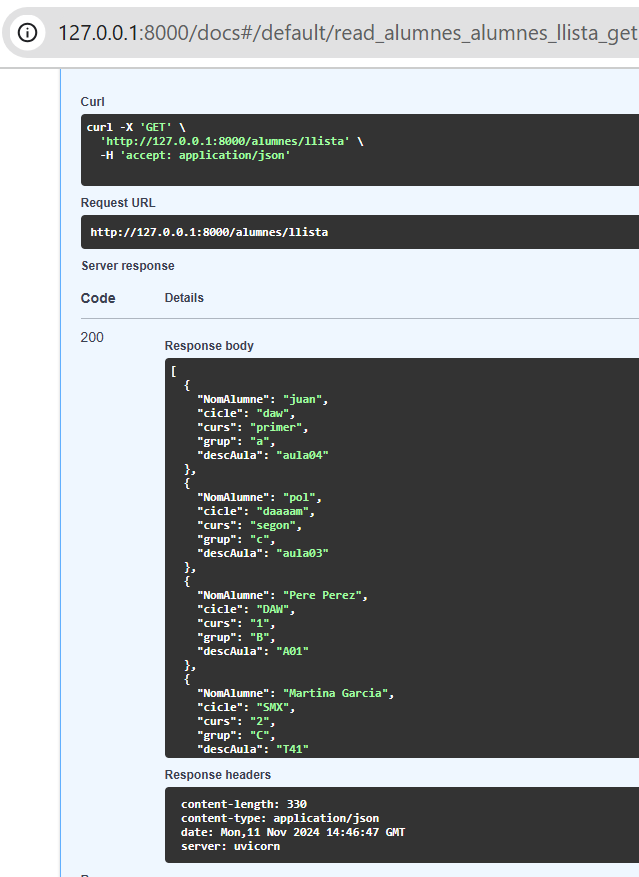 127.0.0.1:8000/docs#/default/read_alumnes_alumnes_llista_get
Curl
curl -X 'GET' \
  'http://127.0.0.1:8000/alumnes/llista' \
  -H 'accept: application/json'
Request URL
http://127.0.0.1:8000/alumnes/llista
Server response
Code Details
200
Response body
[
  {
    "NomAlumne": "juan",
    "cicle": "daw",
    "curs": "primer",
    "grup": "a",
    "descAula": "aula04"
  },
  {
    "NomAlumne": "pol",
    "cicle": "daaaam",
    "curs": "segon",
    "grup": "c",
    "descAula": "aula03"
  },
  {
    "NomAlumne": "Pere Perez",
    "cicle": "DAW",
    "curs": "1",
    "grup": "B",
    "descAula": "A01"
  },
  {
    "NomAlumne": "Martina Garcia",
    "cicle": "SMX",
    "curs": "2",
    "grup": "C",
    "descAula": "T41"
Response headers
content-length: 330
content-type: application/json
date: Mon,11 Nov 2024 14:46:47 GMT
server: uvicorn